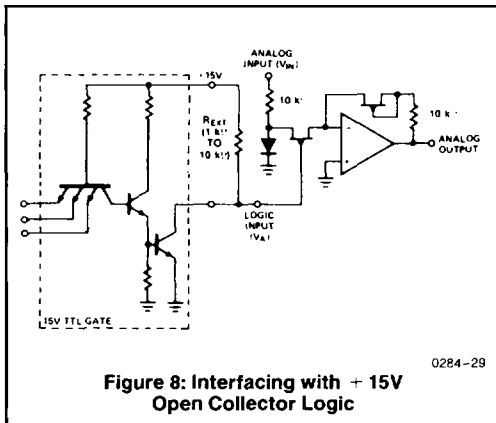 ANALOG
INPUT (VIN)
+15V
10 k
REXT
(1 kΩ
TO
10 kΩ)
10 k
ANALOG
OUTPUT
LOGIC
INPUT
(VA)
15V TTL GATE
0284-29
Figure 8: Interfacing with + 15V
Open Collector Logic